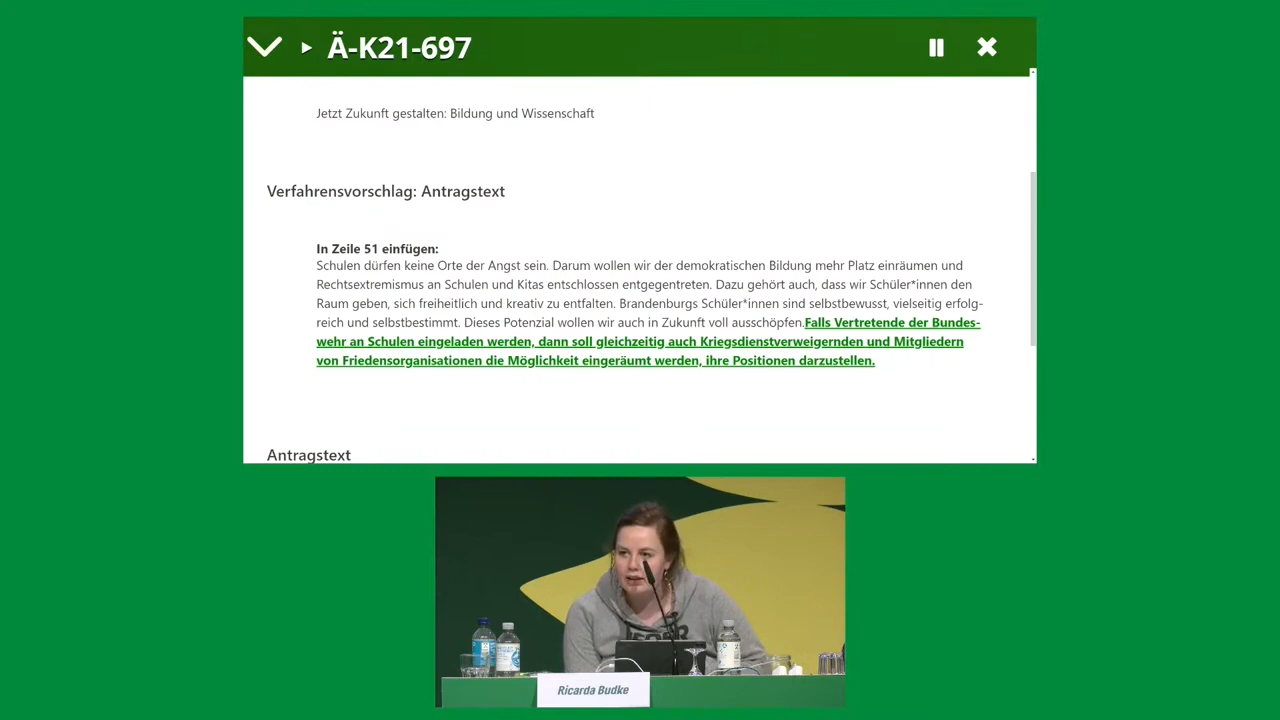 Ä-K21-697
Jetzt Zukunft gestalten: Bildung und Wissenschaft
Verfahrensvorschlag: Antragstext
In Zeile 51 einfügen:
Schulen dürfen keine Orte der Angst sein. Darum wollen wir der demokratischen Bildung mehr Platz einräumen und
Rechtsextremismus an Schulen und Kitas entschlossen entgegentreten. Dazu gehört auch, dass wir Schüler*innen den
Raum geben, sich freiheitlich und kreativ zu entfalten. Brandenburgs Schüler*innen sind selbstbewusst, vielseitig erfolg-
reich und selbstbestimmt. Dieses Potenzial wollen wir auch in Zukunft voll ausschöpfen.Falls Vertretende der Bundes-
wehr an Schulen eingeladen werden, dann soll gleichzeitig auch Kriegsdienstverweigernden und Mitgliedern
von Friedensorganisationen die Möglichkeit eingeräumt werden, ihre Positionen darzustellen.
Antragstext
Ricarda Budke